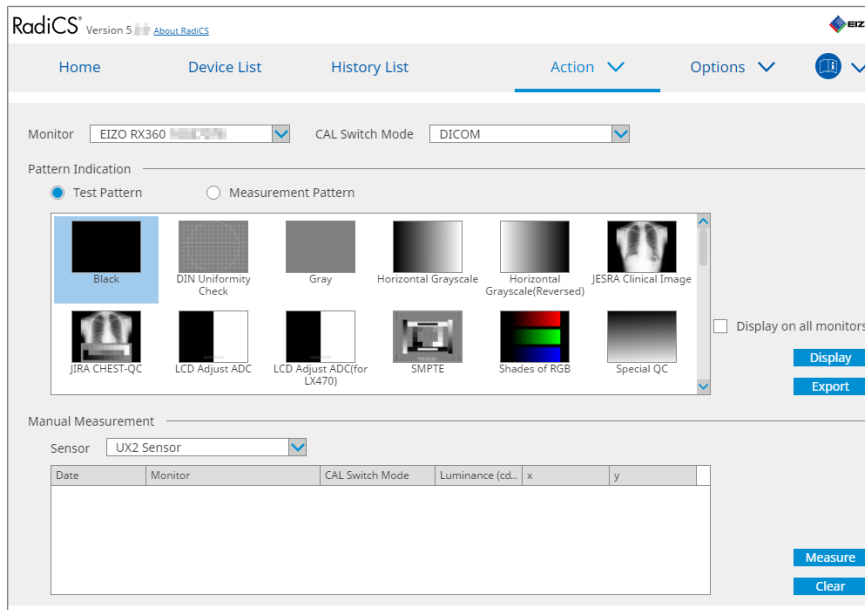 RadiCS® Version 5. About RadiCS
EIZ
Home Device List History List Action Options
Monitor EIZO RX360 CAL Switch Mode DICOM
Pattern Indication
Test Pattern Measurement Pattern
Black DIN Uniformity Gray Horizontal Grayscale Horizontal JESRA Clinical Image
Check Grayscale(Reversed)
Display on all monitors
JIRA CHEST-QC LCD Adjust ADC LCD Adjust ADC(for SMPTE Shades of RGB Special QC
LX470)
Display
Export
Manual Measurement
Sensor UX2 Sensor
Date Monitor CAL Switch Mode Luminance (cd... x y
Measure
Clear